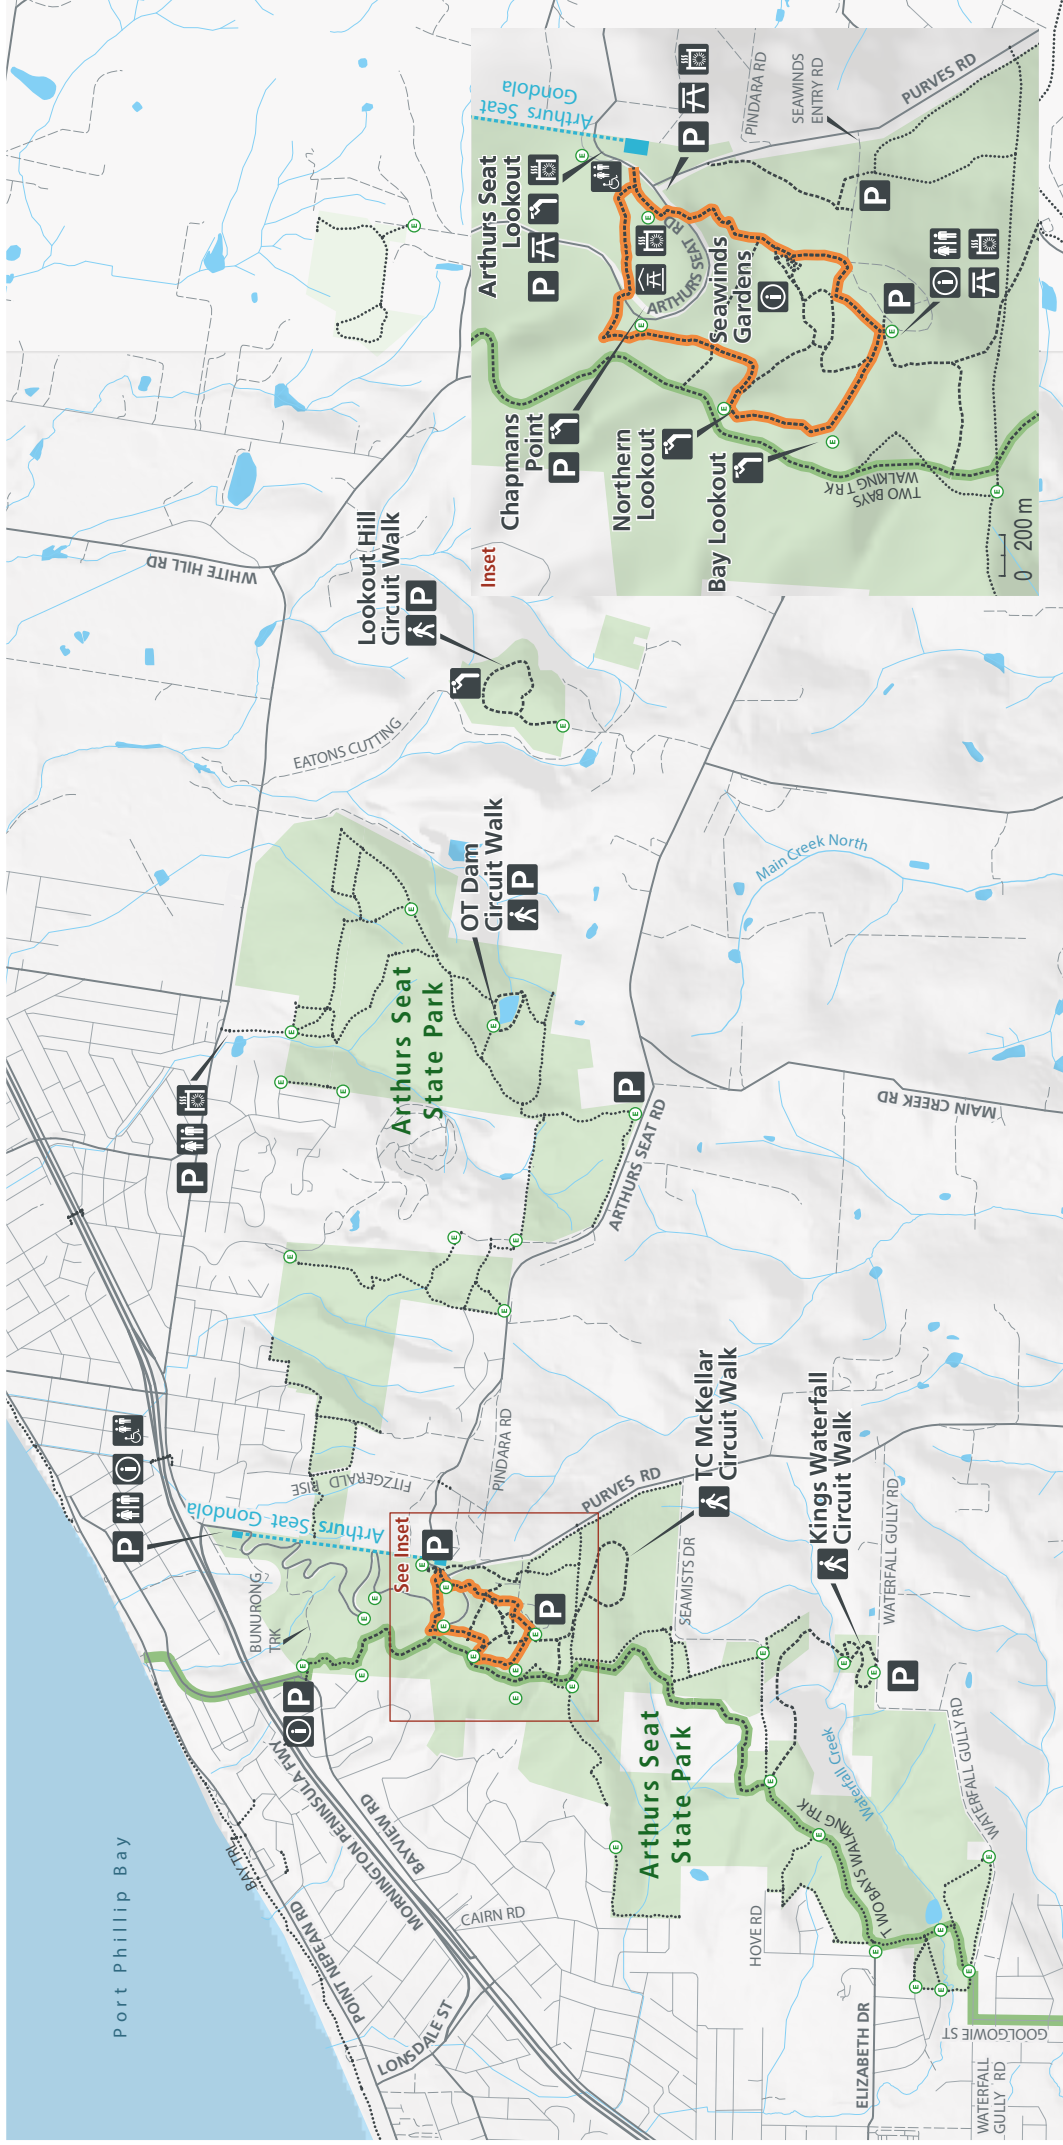 Port Phillip Bay
POINT NEPEAN RD
BAY TRL
LONSDALE ST
MORNINGTON PENINSULA FWY
BAYVIEW RD
CAIRN RD
HOVE RD
ELIZABETH DR
GOOLGOWIE ST
WATERFALL
GULLY RD
WATERFALL GULLY RD
WATERFALL GULLY RD
TWO BAYS WALKING TRK
Waterfall Creek
Arthurs Seat
State Park
BUNURONG
TRK
See Inset
Arthurs Seat Gondola
FITZGERALD RISE
PINDARA RD
PURVES RD
SEAMISTS DR
TC McKellar
Circuit Walk
Kings Waterfall
Circuit Walk
ARTHURS SEAT RD
MAIN CREEK RD
Arthurs Seat
State Park
OT Dam
Circuit Walk
Main Creek North
EATONS CUTTING
Lookout Hill
Circuit Walk
WHITE HILL RD
P
P
P
P
P
P
P
P
P
P
i
i
Inset
Arthurs Seat
Lookout
P
Arthurs Seat
Gondola
PINDARA RD
SEAWINDS
ENTRY RD
PURVES RD
P
P
P
Chapmans
Point
P
ARTHURS SEAT RD
Seawinds
Gardens
i
i
Northern
Lookout
Bay Lookout
TWO BAYS
WALKING TRK
0 200 m